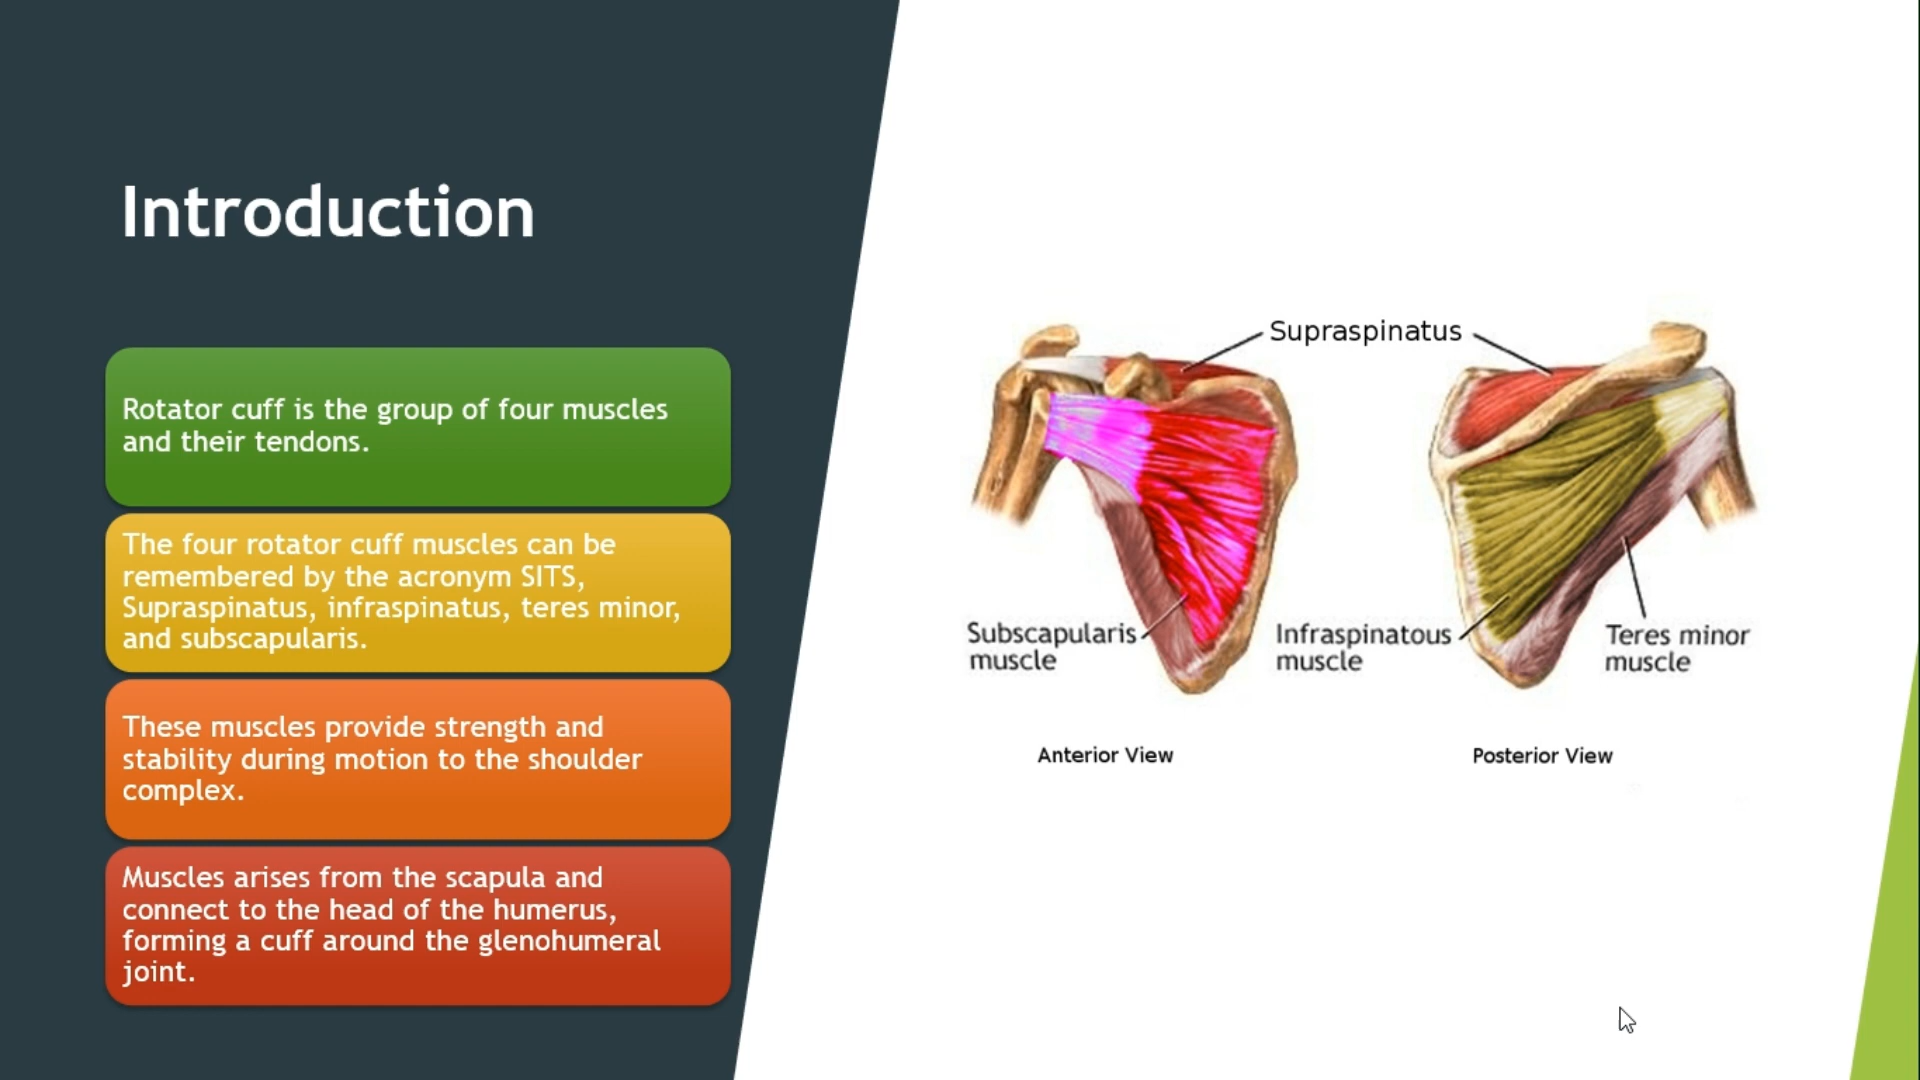 Introduction
Rotator cuff is the group of four muscles
and their tendons.
The four rotator cuff muscles can be
remembered by the acronym SITS,
Supraspinatus, infraspinatus, teres minor,
and subscapularis.
These muscles provide strength and
stability during motion to the shoulder
complex.
Muscles arises from the scapula and
connect to the head of the humerus,
forming a cuff around the glenohumeral
joint.
Supraspinatus
Subscapularis
muscle
Infraspinatous
muscle
Teres minor
muscle
Anterior View
Posterior View